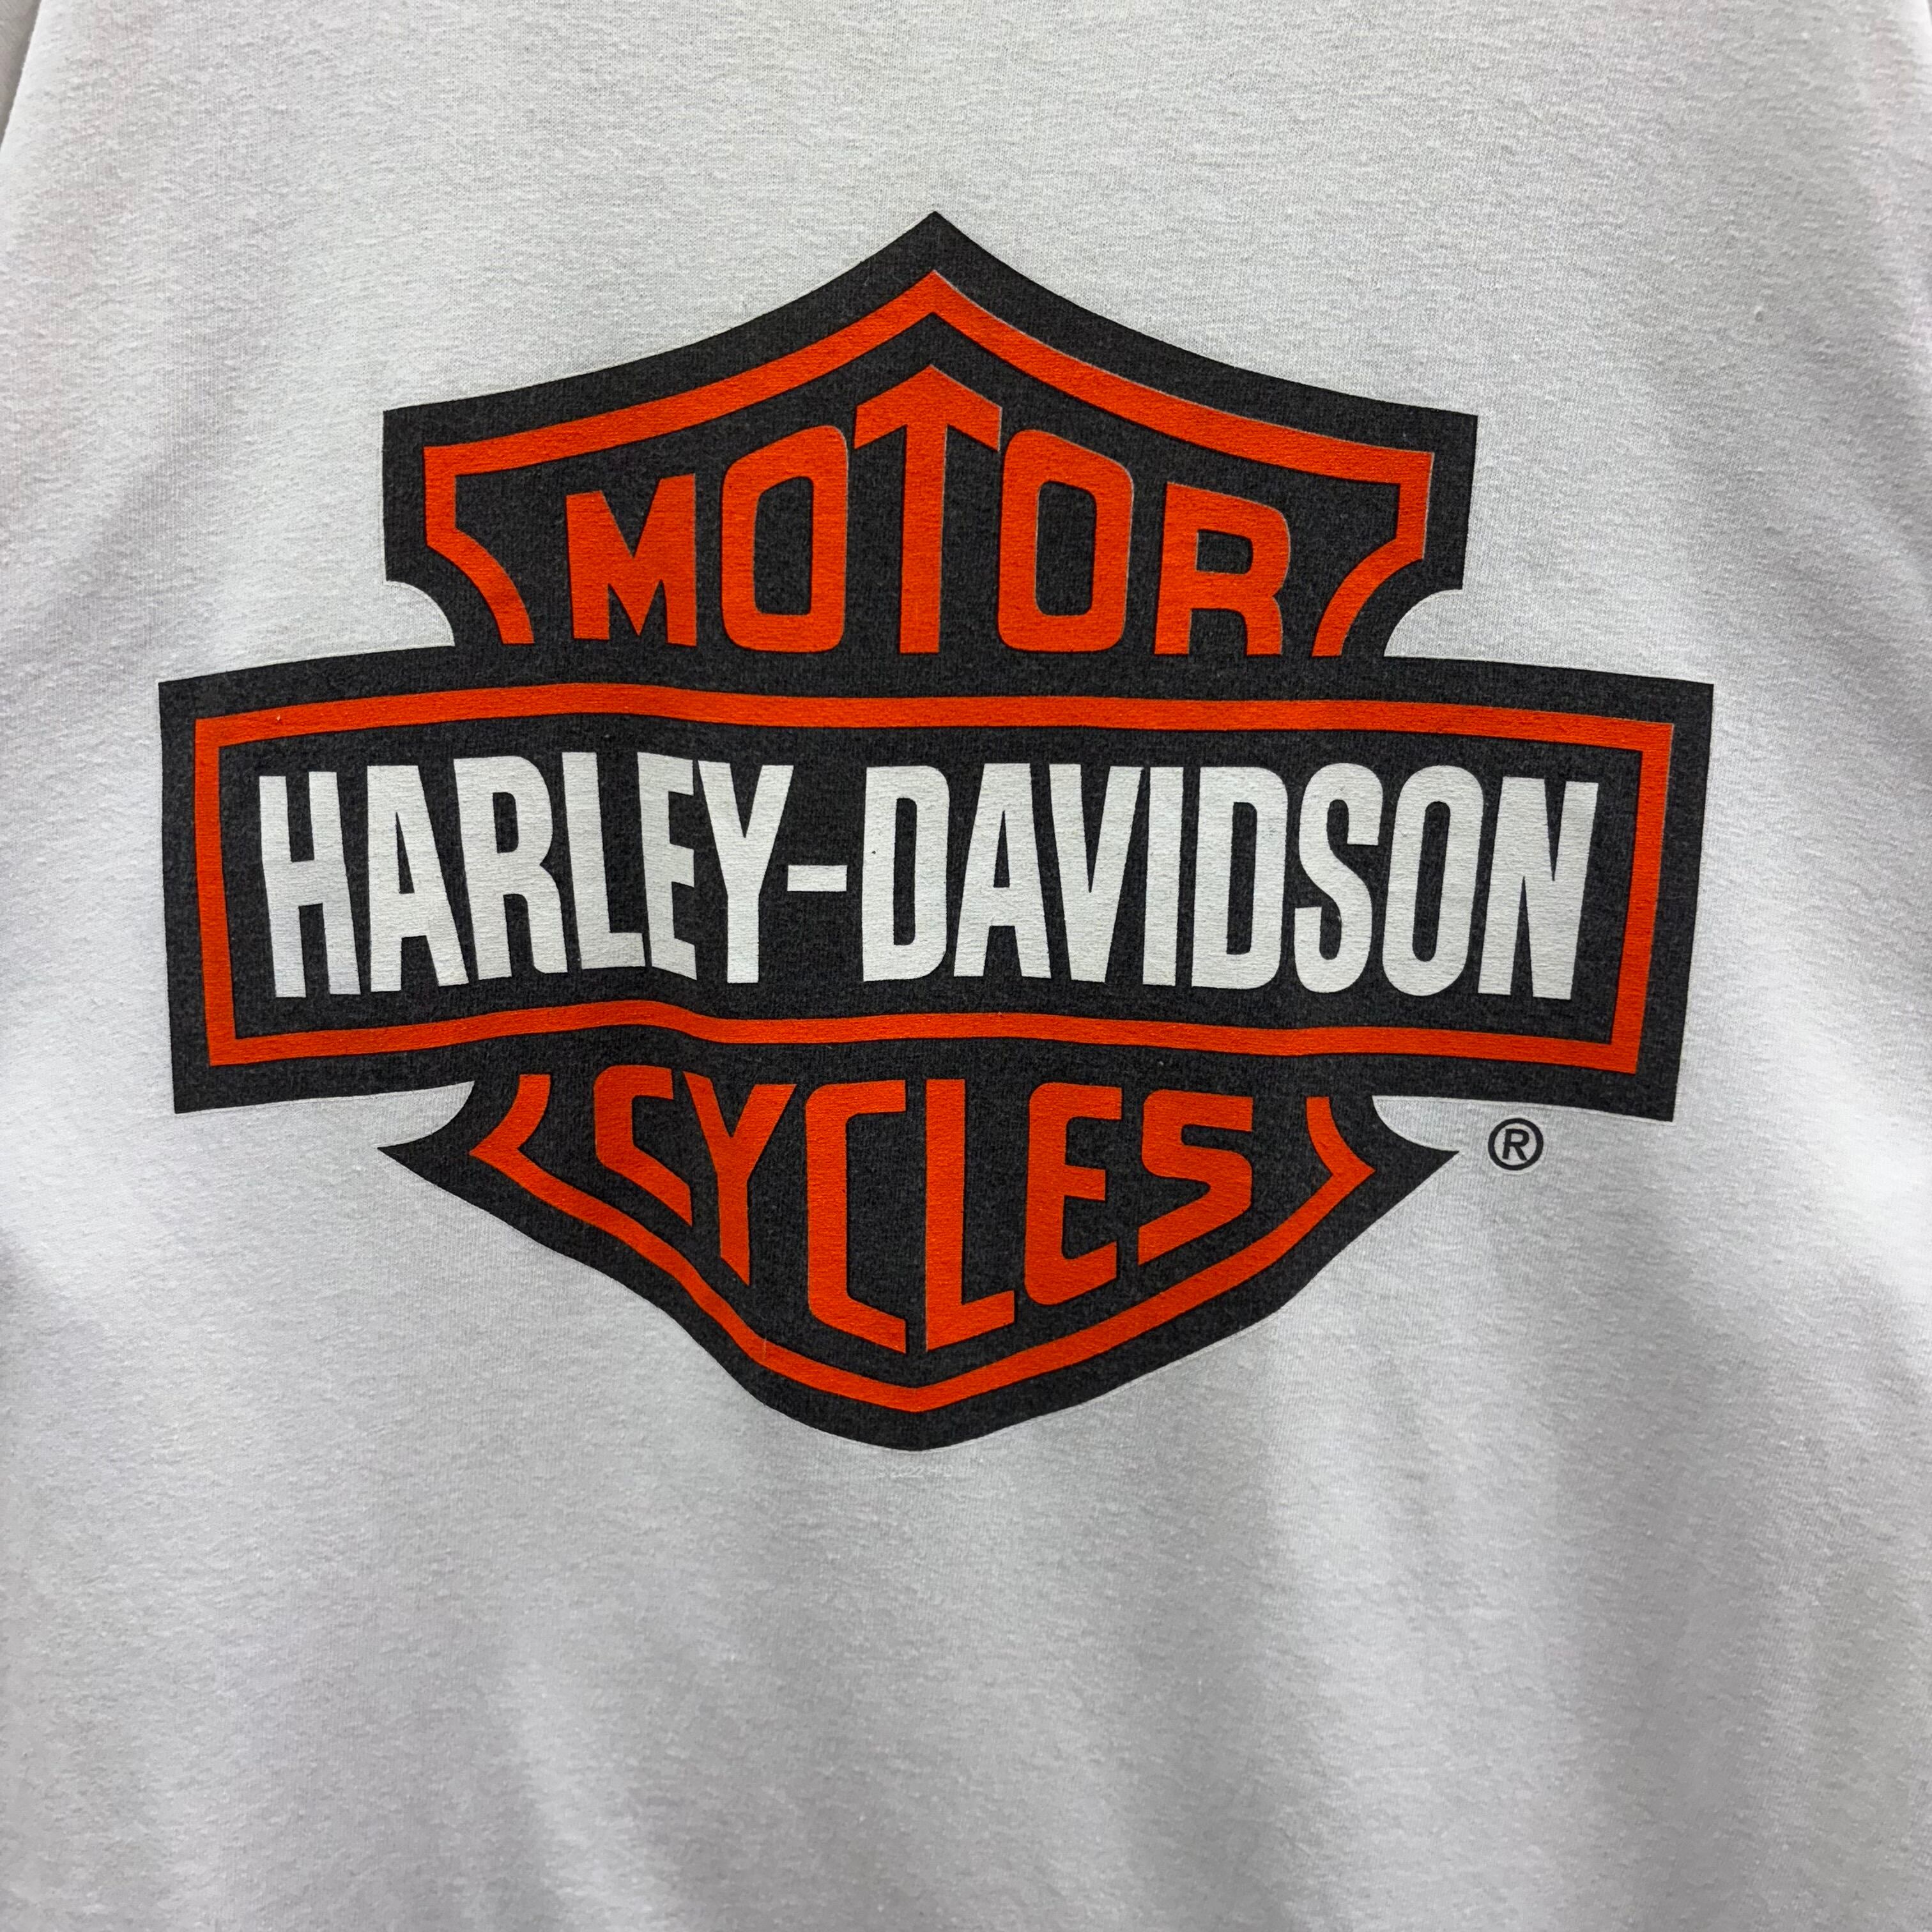 MOTOR
HARLEY-DAVIDSON
CYCLES
®